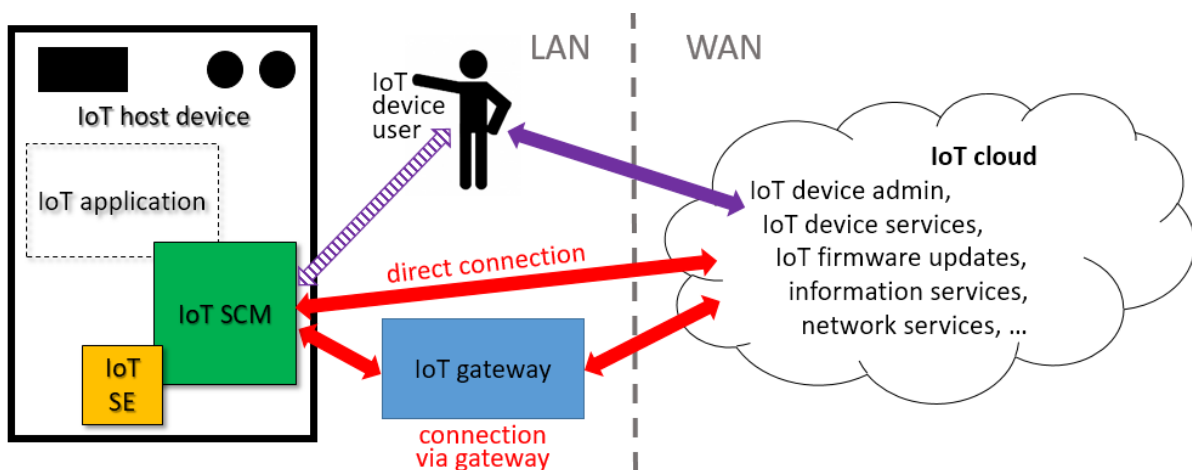 LAN
WAN
IoT host device
IoT application
IoT SCM
IoT
SE
IoT
device
user
direct connection
IoT gateway
connection
via gateway
IoT cloud
IoT device admin,
IoT device services,
IoT firmware updates,
information services,
network services, ...